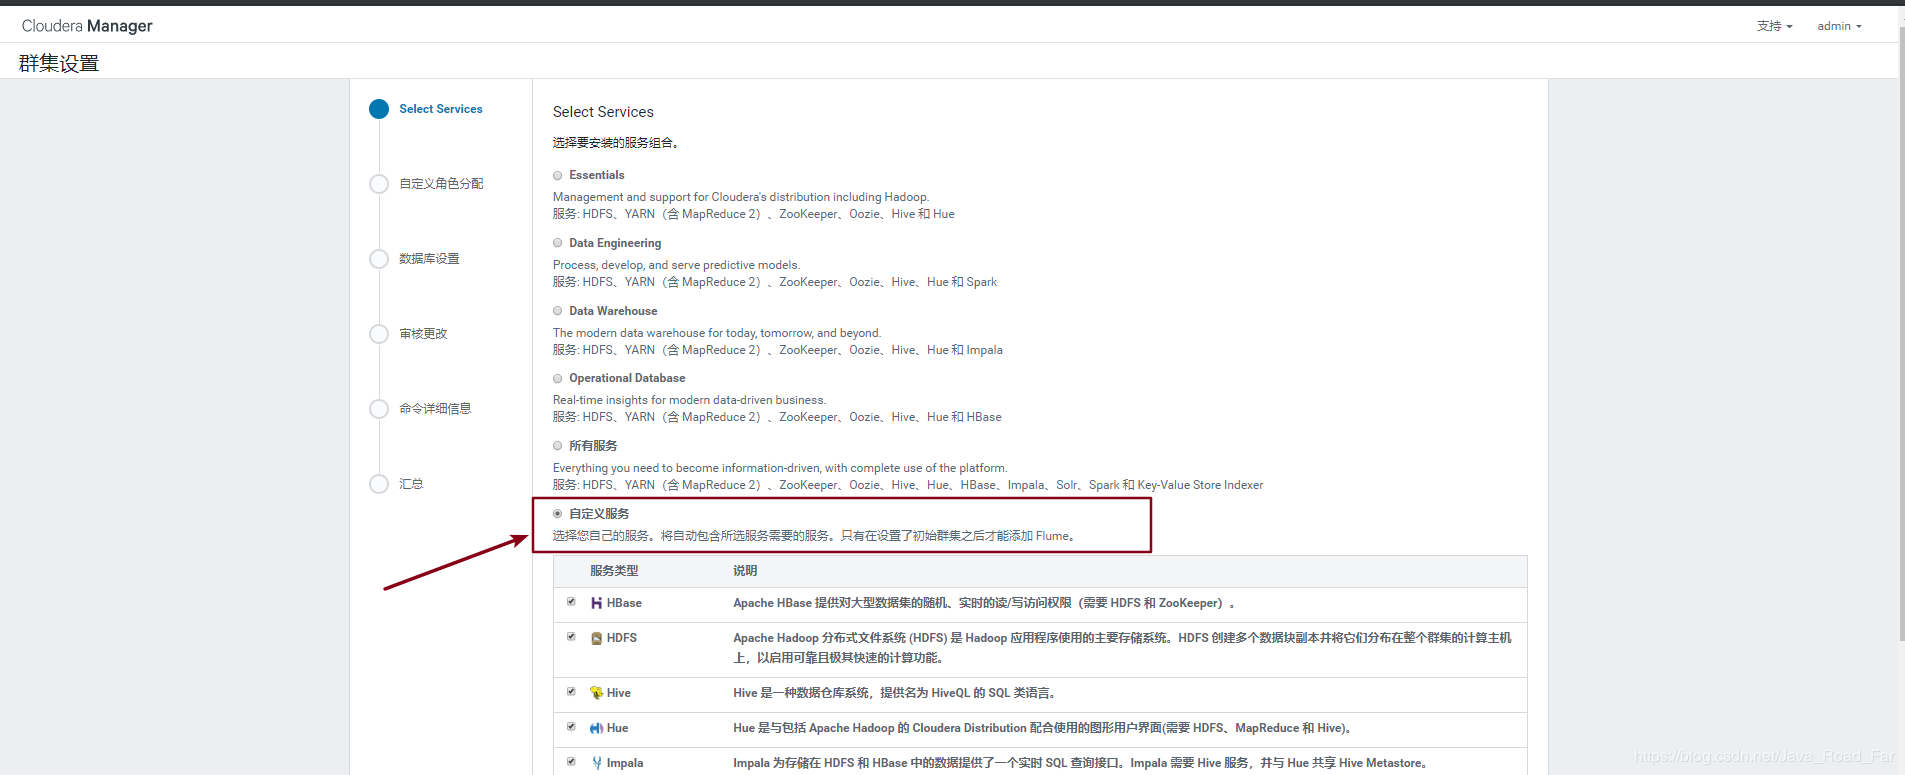 Cloudera Manager
支持
admin
群集设置
Select Services
自定义角色分配
数据库设置
审核更改
命令详细信息
汇总
Select Services
选择要安装的服务组合。
Essentials
Management and support for Cloudera's distribution including Hadoop.
服务: HDFS、YARN（含 MapReduce 2）、ZooKeeper、Oozie、Hive 和 Hue
Data Engineering
Process, develop, and serve predictive models.
服务: HDFS、YARN（含 MapReduce 2）、ZooKeeper、Oozie、Hive、Hue 和 Spark
Data Warehouse
The modern data warehouse for today, tomorrow, and beyond.
服务: HDFS、YARN（含 MapReduce 2）、ZooKeeper、Oozie、Hive、Hue 和 Impala
Operational Database
Real-time insights for modern data-driven business.
服务: HDFS、YARN（含 MapReduce 2）、ZooKeeper、Oozie、Hive、Hue 和 HBase
所有服务
Everything you need to become information-driven, with complete use of the platform.
服务: HDFS、YARN（含 MapReduce 2）、ZooKeeper、Oozie、Hive、Hue、HBase、Impala、Solr、Spark 和 Key-Value Store Indexer
自定义服务
选择您自己的服务。将自动包含所选服务需要的服务。只有在设置了初始群集之后才能添加 Flume。
服务类型 说明
HBase Apache HBase 提供对大型数据集的随机、实时的读/写访问权限（需要 HDFS 和 ZooKeeper）。
HDFS Apache Hadoop 分布式文件系统 (HDFS) 是 Hadoop 应用程序使用的主要存储系统。HDFS 创建多个数据块副本并将它们分布在整个群集的计算主机
上，以启用可靠且极其快速的计算功能。
Hive Hive 是一种数据仓库系统，提供名为 HiveQL 的 SQL 类语言。
Hue Hue 是与包括 Apache Hadoop 的 Cloudera Distribution 配合使用的图形用户界面(需要 HDFS、MapReduce 和 Hive)。
Impala Impala 为存储在 HDFS 和 HBase 中的数据提供了一个实时 SQL 查询接口。Impala 需要 Hive 服务，并与 Hue 共享 Hive Metastore。
https://blog.csdn.net/Java_Road_Far